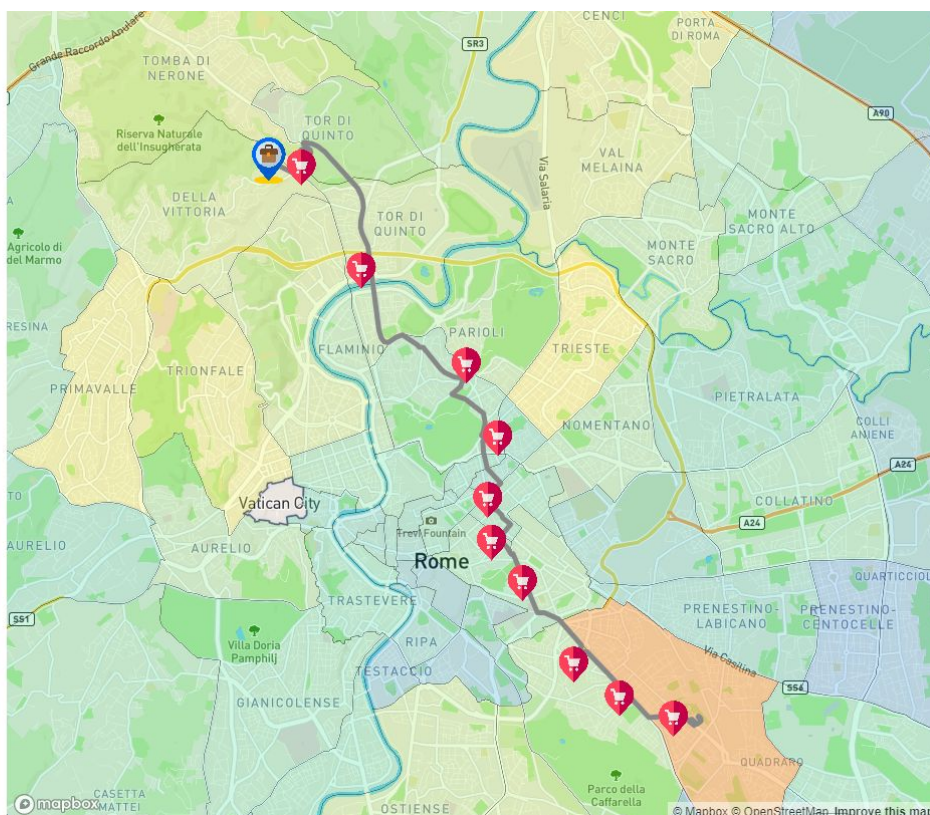 CENCI
PORTA
DI ROMA
Grande Raccordo Anulare
SR3
TOMBA DI
NERONE
A90
Riserva Naturale
dell'Insugherata
TOR DI
QUINTO
VAL
MELAINA
Via Salaria
DELLA
VITTORIA
TOR DI
QUINTO
MONTE
SACRO ALTO
MONTE
SACRO
Agricolo di
del Marmo
RESINA
PARIOLI
FLAMINIO
TRIESTE
TRIONFALE
PRIMAVALLE
PIETRALATA
NOMENTANO
COLLI
ANIENE
A24
TO
Vatican City
COLLATINO
A24
Trevi Fountain
AURELIO
AURELIO
Rome
QUARTICCIOL
TRASTEVERE
PRENESTINO-
LABICANO
PRENESTINO-
CENTOCELLE
SS1
Villa Doria
Pamphilj
RIPA
Via Casilina
TESTACCIO
SS6
GIANICOLENSE
QUADRARO
Parco della
Caffarella
CASETTA
MATTEI
OSTIENSE
mapbox
© Mapbox © OpenStreetMap Improve this map